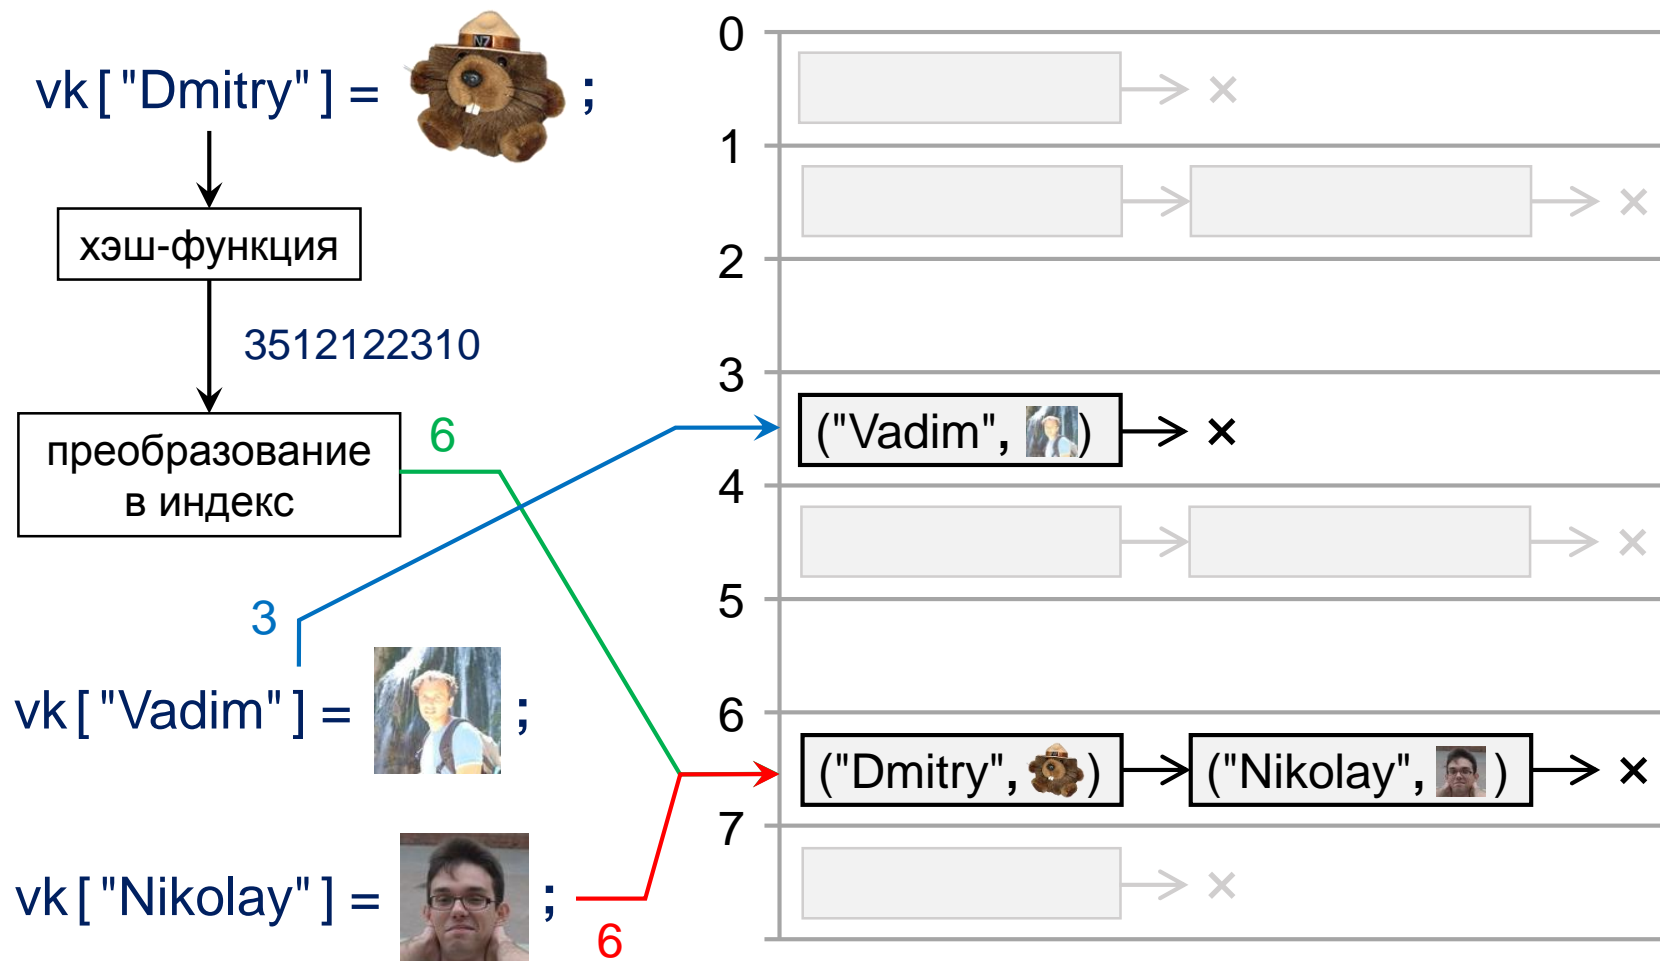 vk["Dmitry"] = ;
N7
хэш-функция
3512122310
преобразование
в индекс
6
3
vk["Vadim"] = ;
vk["Nikolay"] = ;
6
0
1
2
3
("Vadim", )
4
5
6
("Dmitry", ) ("Nikolay", )
7